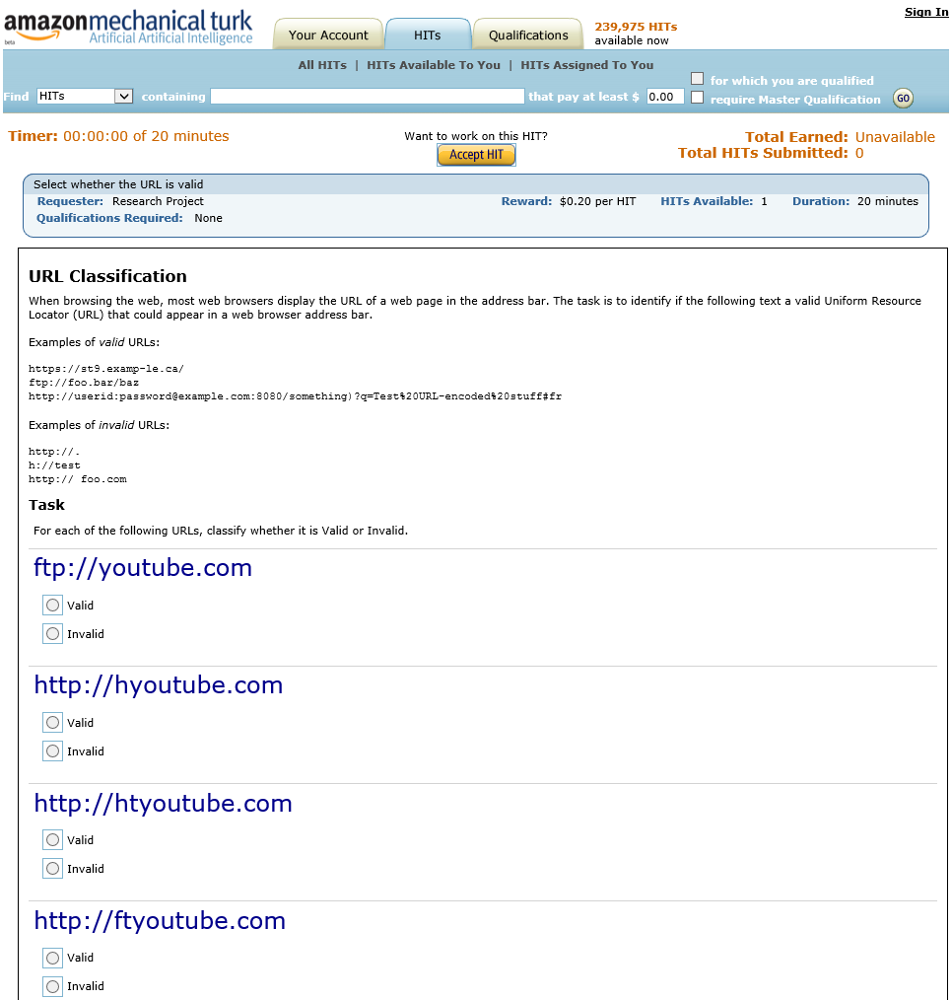 Sign In
amazonmechanical turk
beta
Artificial Artificial Intelligence
Your Account
HITs
Qualifications
239,975 HITs
available now
All HITs | HITs Available To You | HITs Assigned To You
Find HITs containing that pay at least $ 0.00
for which you are qualified
require Master Qualification
GO
Timer: 00:00:00 of 20 minutes
Want to work on this HIT?
Accept HIT
Total Earned: Unavailable
Total HITs Submitted: 0
Select whether the URL is valid
Requester: Research Project
Reward: $0.20 per HIT
HITs Available: 1
Duration: 20 minutes
Qualifications Required: None
URL Classification
When browsing the web, most web browsers display the URL of a web page in the address bar. The task is to identify if the following text a valid Uniform Resource
Locator (URL) that could appear in a web browser address bar.
Examples of valid URLs:
https://st9.examp-le.ca/
ftp://foo.bar/baz
http://userid:password@example.com:8080/something)?q=Test%20URL-encoded%20stuff#fr
Examples of invalid URLs:
http://.
h://test
http:// foo.com
Task
For each of the following URLs, classify whether it is Valid or Invalid.
ftp://youtube.com
Valid
Invalid
http://hyoutube.com
Valid
Invalid
http://htyoutube.com
Valid
Invalid
http://ftyoutube.com
Valid
Invalid